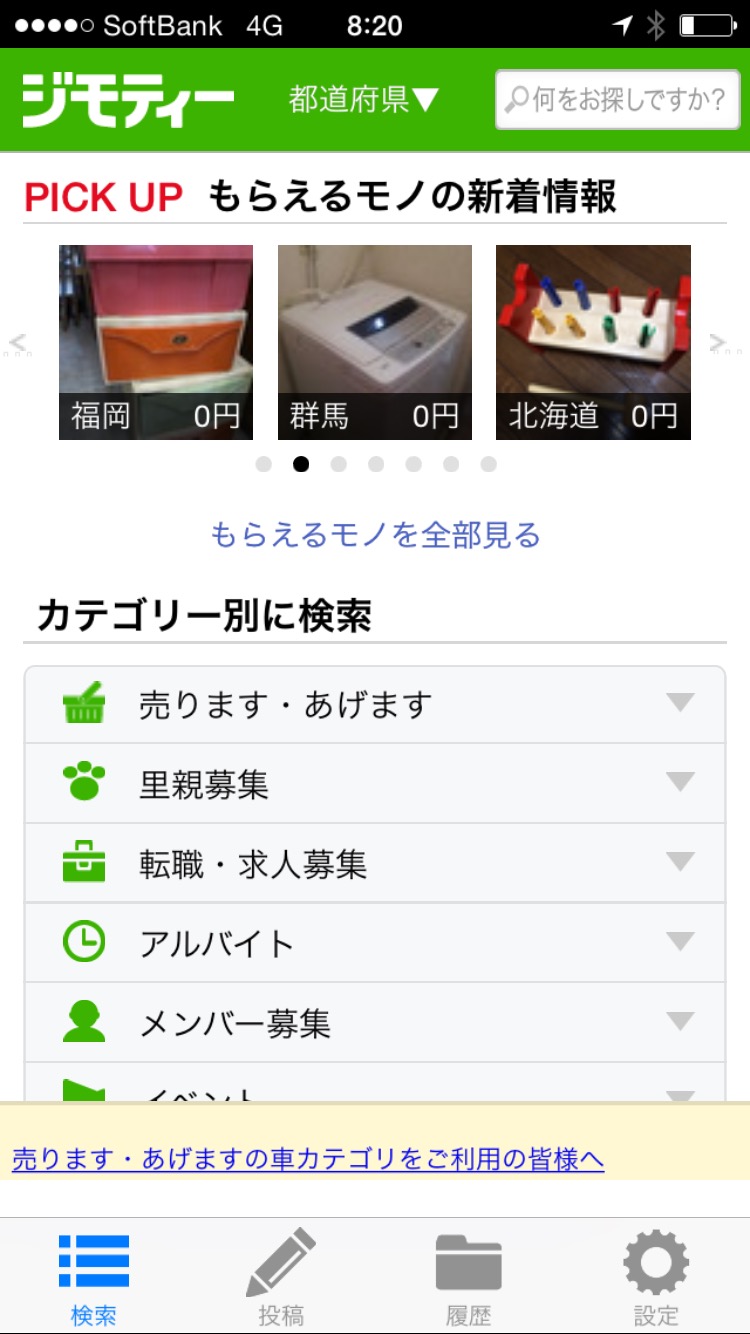 SoftBank 4G 8:20
ジモティー 都道府県▼ 何をお探しですか?
PICK UP もらえるモノの新着情報
福岡 0円 群馬 0円 北海道 0円
もらえるモノを全部見る
カテゴリー別に検索
売ります・あげます
里親募集
転職・求人募集
アルバイト
メンバー募集
イベント
売ります・あげますの車カテゴリをご利用の皆様へ
検索 投稿 履歴 設定